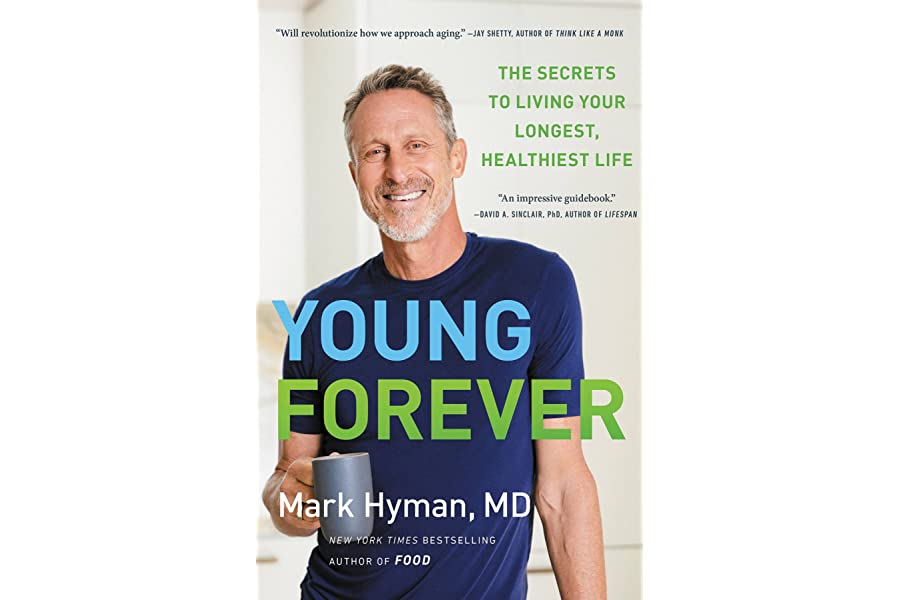 “Will revolutionize how we approach aging.” —JAY SHETTY, AUTHOR OF THINK LIKE A MONK
THE SECRETS
TO LIVING YOUR
LONGEST,
HEALTHIEST LIFE
“An impressive guidebook.”
—DAVID A. SINCLAIR, PhD, AUTHOR OF LIFESPAN
YOUNG
FOREVER
Mark Hyman, MD
NEW YORK TIMES BESTSELLING
AUTHOR OF FOOD